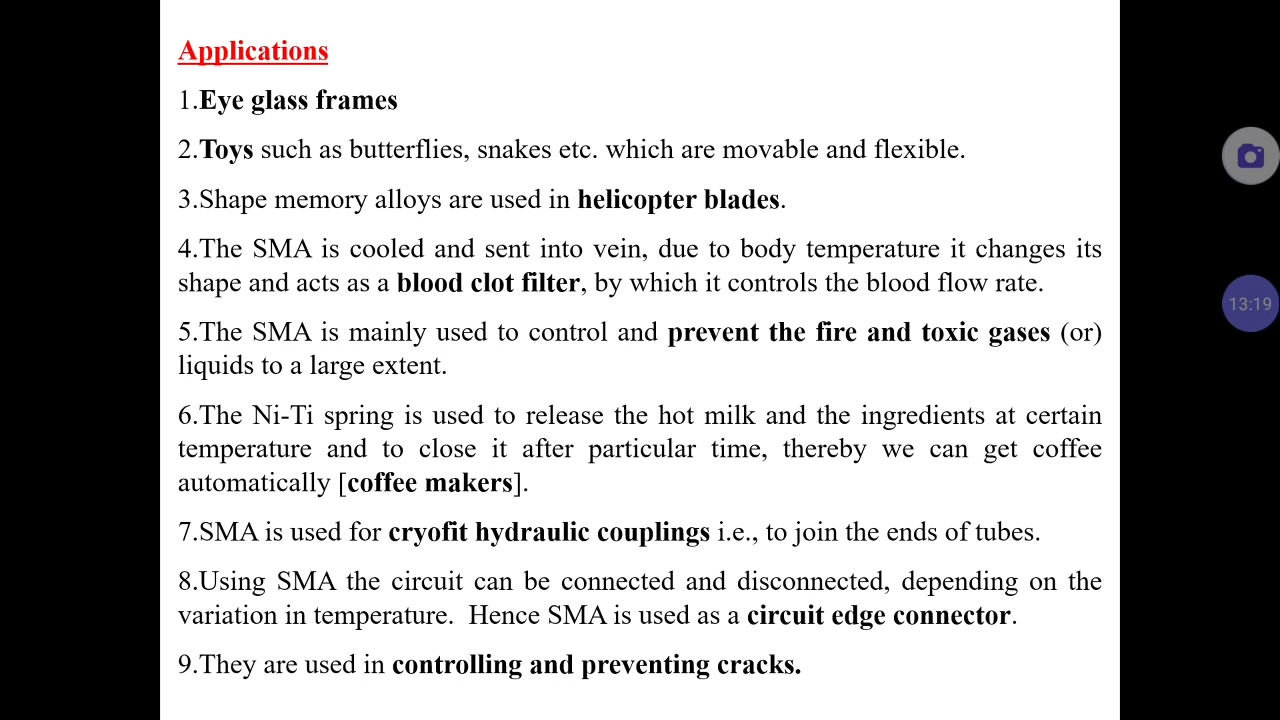 Applications
1.Eye glass frames
2.Toys such as butterflies, snakes etc. which are movable and flexible.
3.Shape memory alloys are used in helicopter blades.
4.The SMA is cooled and sent into vein, due to body temperature it changes its
shape and acts as a blood clot filter, by which it controls the blood flow rate.
5.The SMA is mainly used to control and prevent the fire and toxic gases (or)
liquids to a large extent.
6.The Ni-Ti spring is used to release the hot milk and the ingredients at certain
temperature and to close it after particular time, thereby we can get coffee
automatically [coffee makers].
7.SMA is used for cryofit hydraulic couplings i.e., to join the ends of tubes.
8.Using SMA the circuit can be connected and disconnected, depending on the
variation in temperature.  Hence SMA is used as a circuit edge connector.
9.They are used in controlling and preventing cracks.
13:19